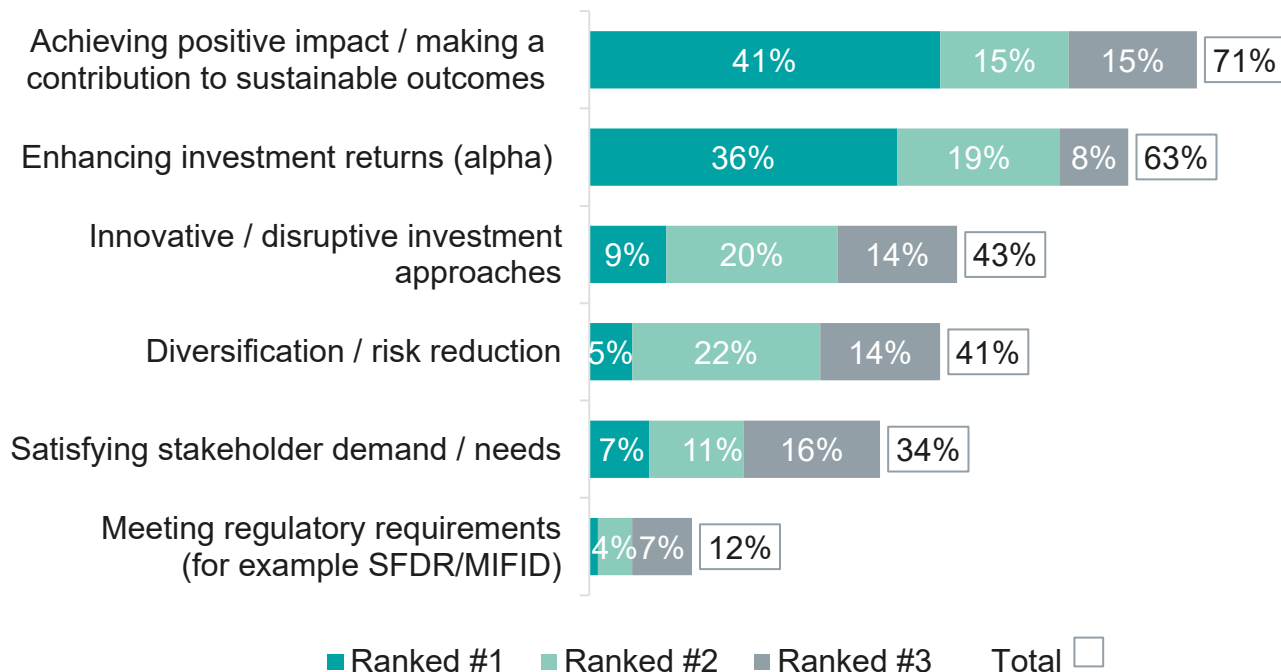 Achieving positive impact / making a
contribution to sustainable outcomes
41% 15% 15% 71%
Enhancing investment returns (alpha)
36% 19% 8% 63%
Innovative / disruptive investment
approaches
9% 20% 14% 43%
Diversification / risk reduction
5% 22% 14% 41%
Satisfying stakeholder demand / needs
7% 11% 16% 34%
Meeting regulatory requirements
(for example SFDR/MIFID)
4% 7% 12%
Ranked #1 Ranked #2 Ranked #3 Total